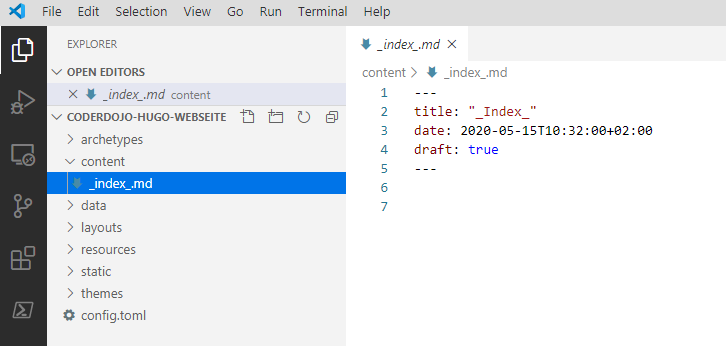 File Edit Selection View Go Run Terminal Help
EXPLORER
OPEN EDITORS
_index_.md content
CODERDOJO-HUGO-WEBSEITE
archetypes
content
_index_.md
data
layouts
resources
static
themes
config.toml
_index_.md
content > _index_.md
1 ---
2 title: "_Index_"
3 date: 2020-05-15T10:32:00+02:00
4 draft: true
5 ---
6
7